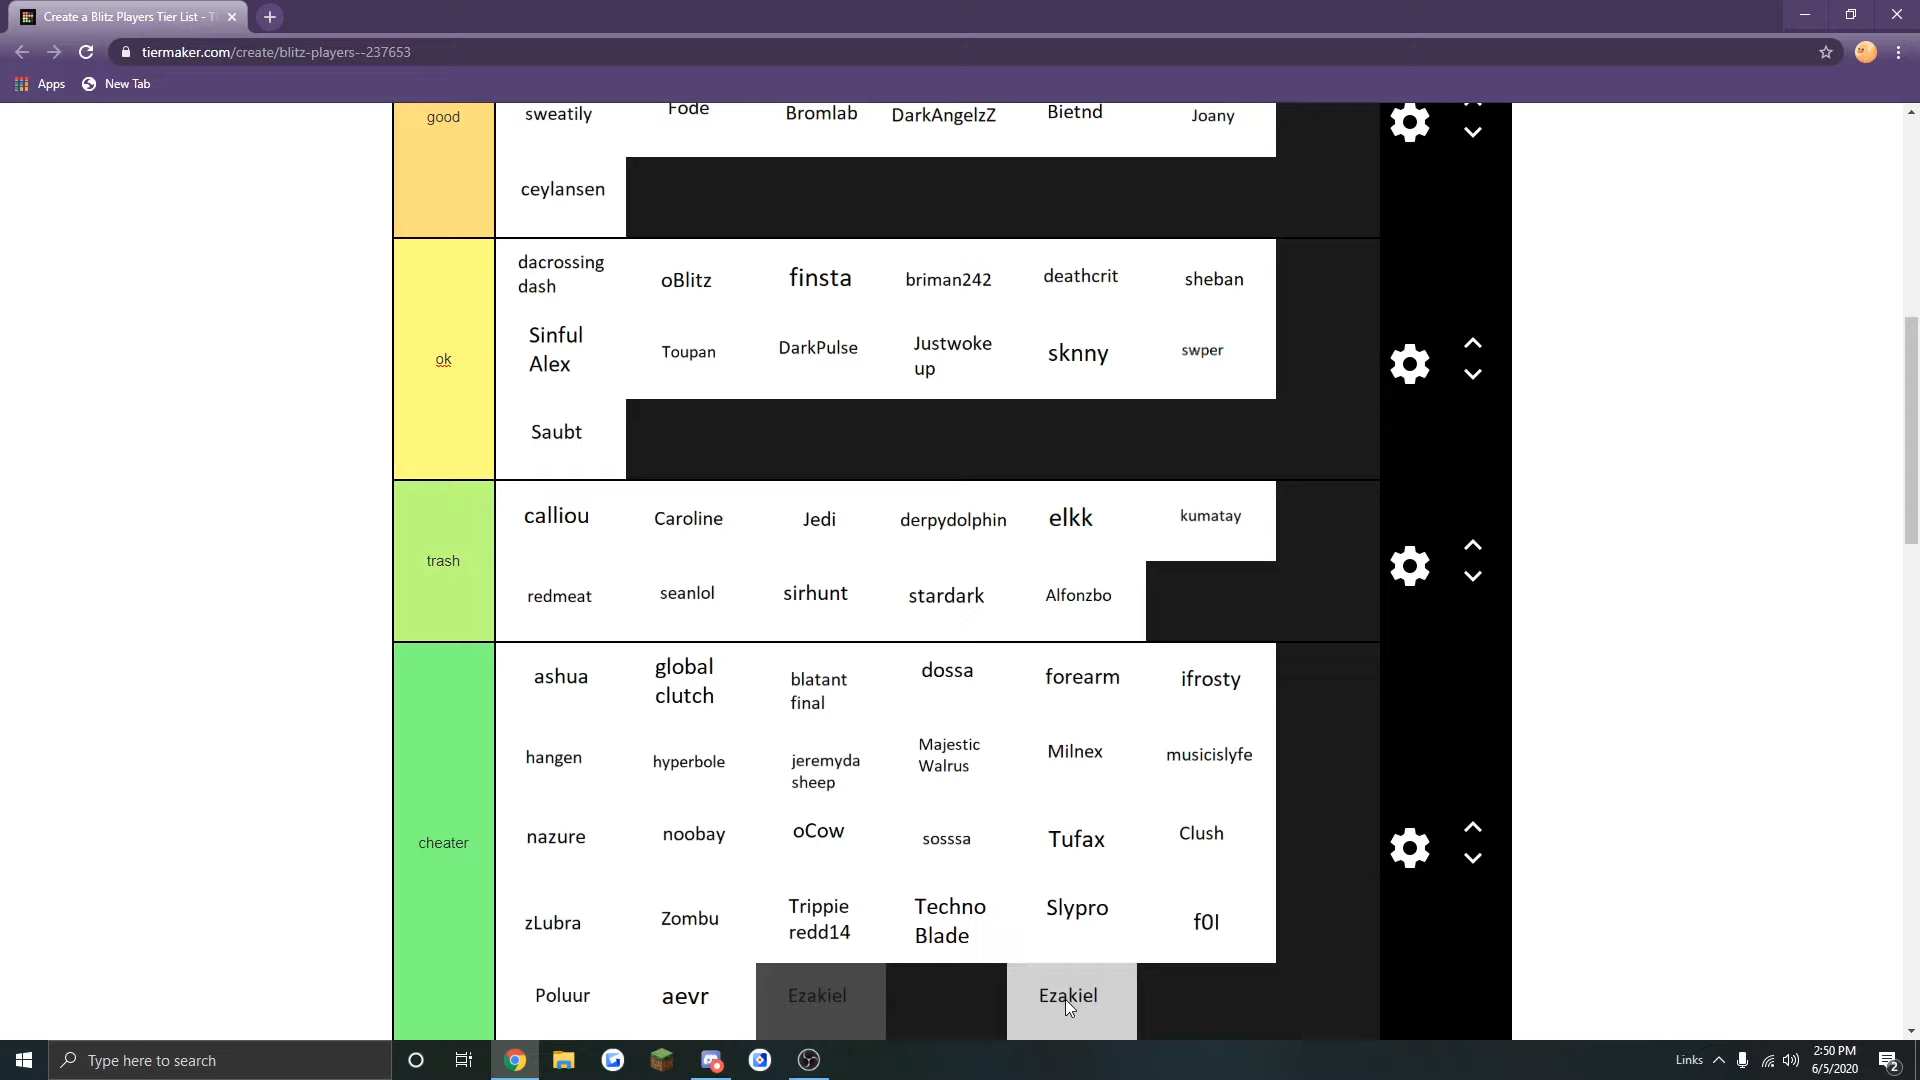 Create a Blitz Players Tier List - T
tiermaker.com/create/blitz-players--237653
Apps
New Tab
good
sweatily
Fode
Bromlab
DarkAngelzZ
Bietnd
Joany
ceylansen
ok
dacrossing
dash
oBlitz
finsta
briman242
deathcrit
sheban
Sinful
Alex
Toupan
DarkPulse
Justwoke
up
sknny
swper
Saubt
trash
calliou
Caroline
Jedi
derpydolphin
elkk
kumatay
redmeat
seanlol
sirhunt
stardark
Alfonzbo
cheater
ashua
global
clutch
blatant
final
dossa
forearm
ifrosty
hangen
hyperbole
jeremyda
sheep
Majestic
Walrus
Milnex
musicislyfe
nazure
noobay
oCow
sosssa
Tufax
Clush
zLubra
Zombu
Trippie
redd14
Techno
Blade
Slypro
f0l
Poluur
aevr
Ezakiel
Ezakiel
Type here to search
Links
2:50 PM
6/5/2020
2